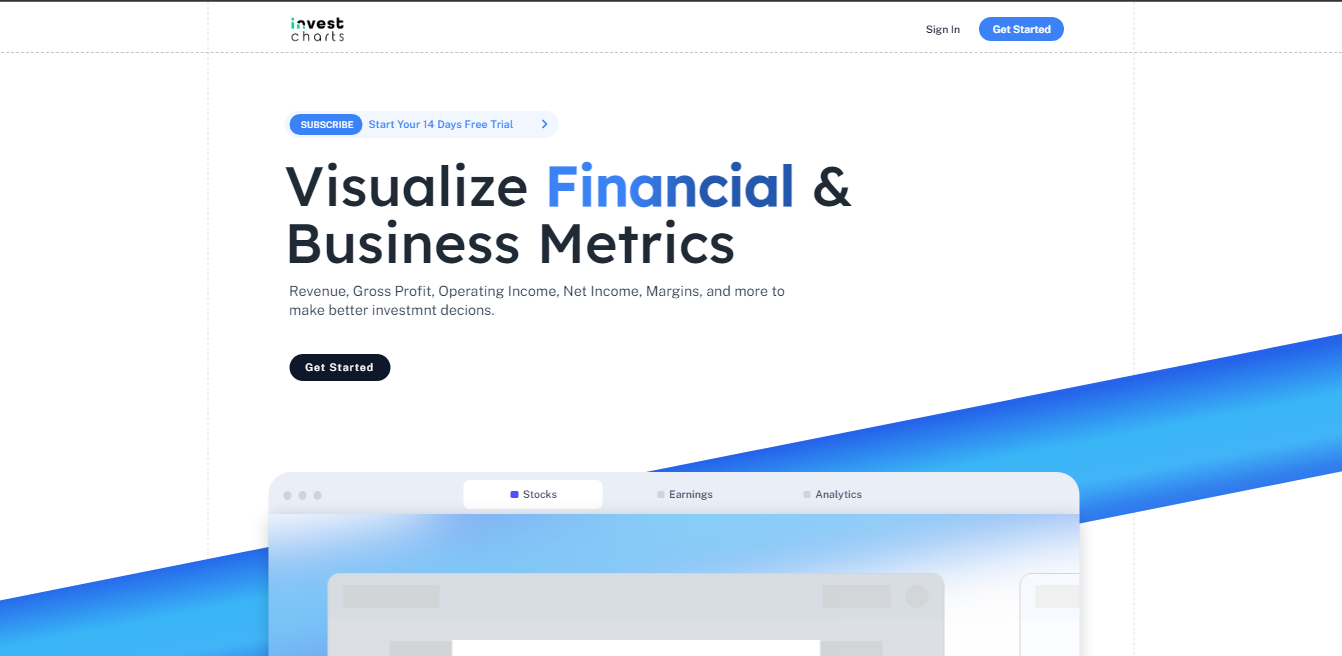 invest
charts
Sign In
Get Started
SUBSCRIBE Start Your 14 Days Free Trial
Visualize Financial &
Business Metrics
Revenue, Gross Profit, Operating Income, Net Income, Margins, and more to
make better investmnt decions.
Get Started
Stocks
Earnings
Analytics